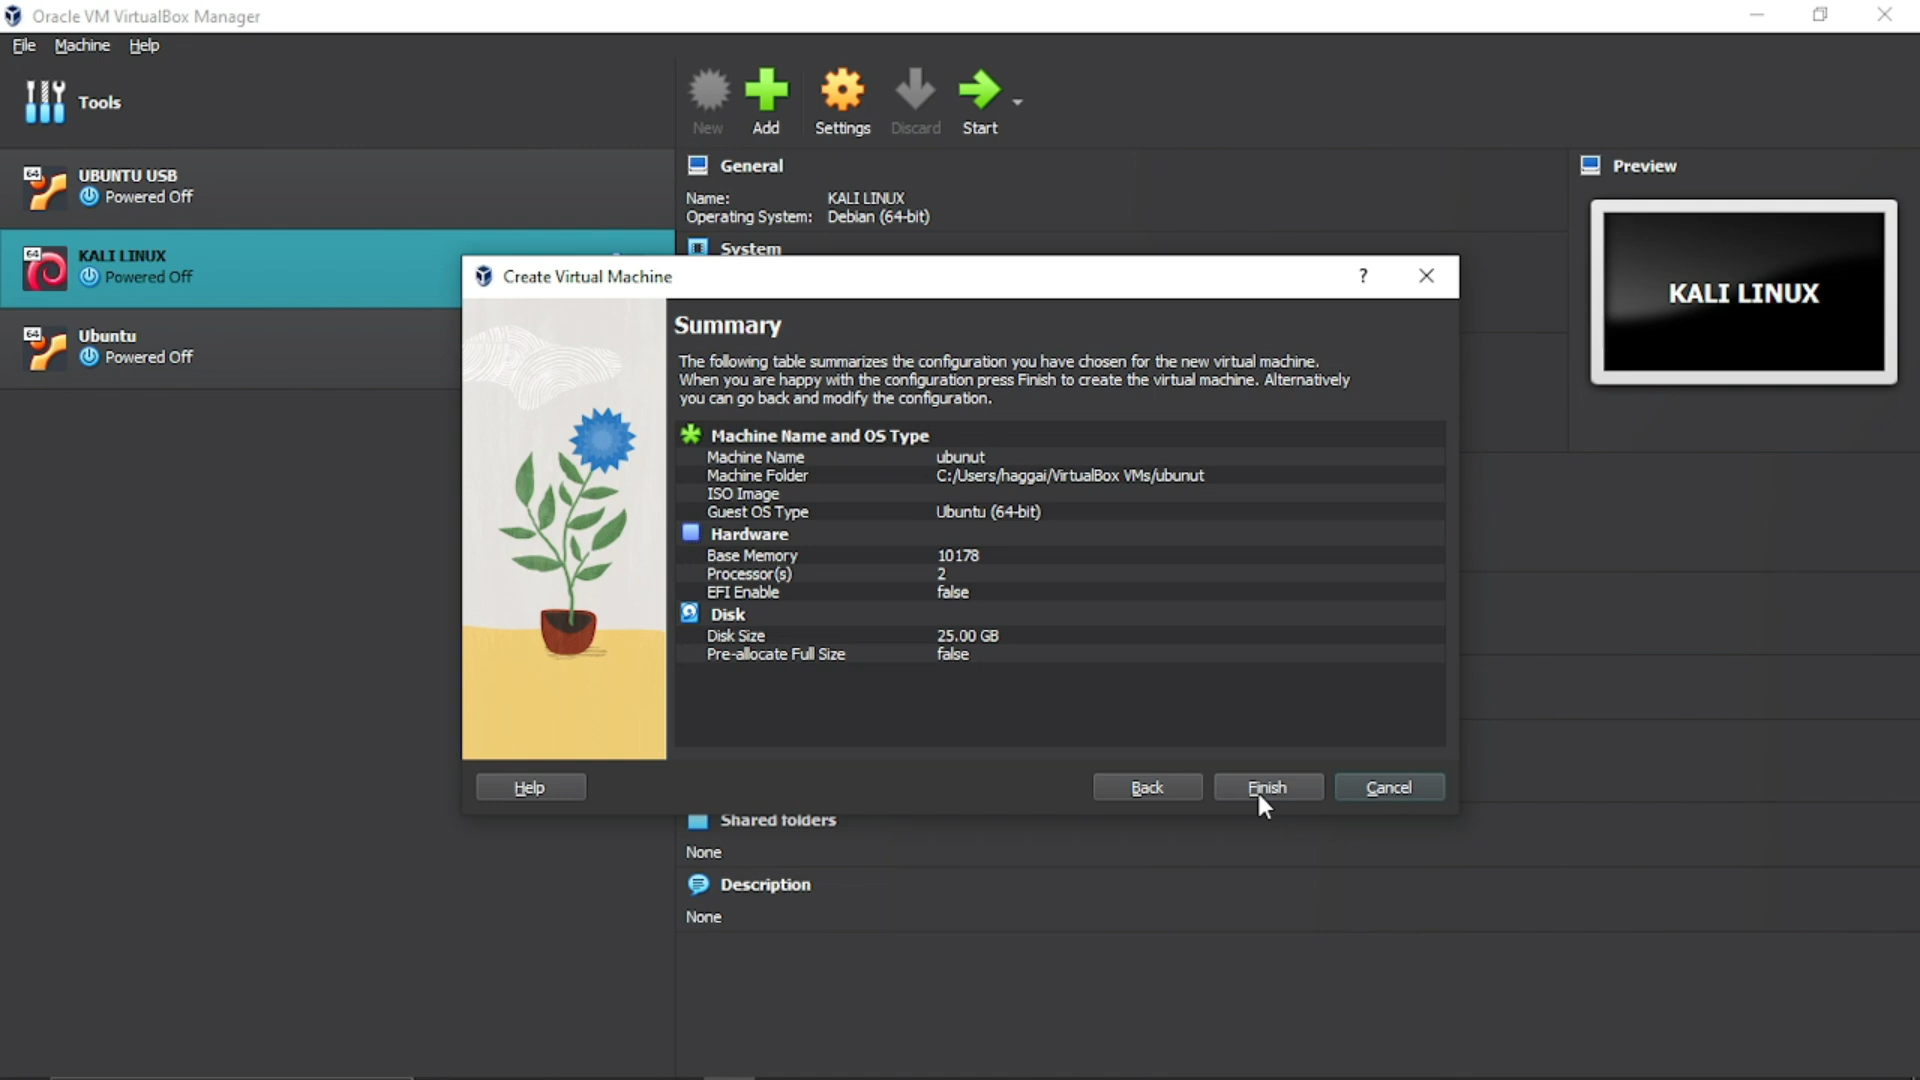 Oracle VM VirtualBox Manager
File Machine Help
Tools
New Add Settings Discard Start
64 UBUNTU USB
Powered Off
64 KALI LINUX
Powered Off
64 Ubuntu
Powered Off
General
Name: KALI LINUX
Operating System: Debian (64-bit)
System
Preview
KALI LINUX
Create Virtual Machine ?
Summary
The following table summarizes the configuration you have chosen for the new virtual machine.
When you are happy with the configuration press Finish to create the virtual machine. Alternatively
you can go back and modify the configuration.
Machine Name and OS Type
Machine Name ubunut
Machine Folder C:/Users/haggai/VirtualBox VMs/ubunut
ISO Image
Guest OS Type Ubuntu (64-bit)
Hardware
Base Memory 10178
Processor(s) 2
EFI Enable false
Disk
Disk Size 25.00 GB
Pre-allocate Full Size false
Help Back Finish Cancel
Shared folders
None
Description
None